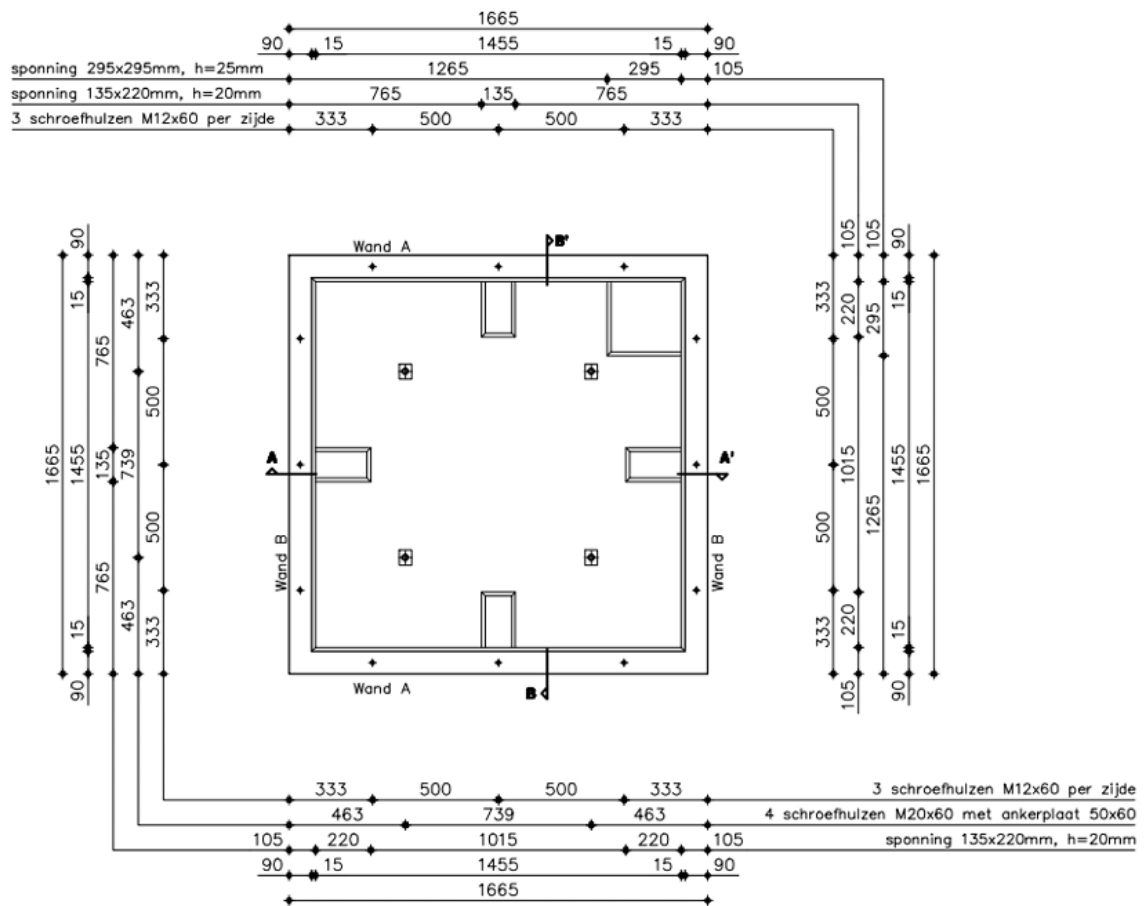 1665
90 15 1455 15 90
sponning 295x295mm, h=25mm 1265 295 105
sponning 135x220mm, h=20mm 765 135 765
3 schroefhulzen M12x60 per zijde 333 500 500 333
90 105 105 90
15 463 333 333 220 295 15
765 500 500
1665 1455 135 739 1015 1265 1455 1665
765 463 500 333 500 333 220
15 15
90 105 90
Wand A
B'
A
A'
Wand B
Wand B
Wand A
B
333 500 500 333 3 schroefhulzen M12x60 per zijde
463 739 463 4 schroefhulzen M20x60 met ankerplaat 50x60
105 220 1015 220 105 sponning 135x220mm, h=20mm
90 15 1455 15 90
1665